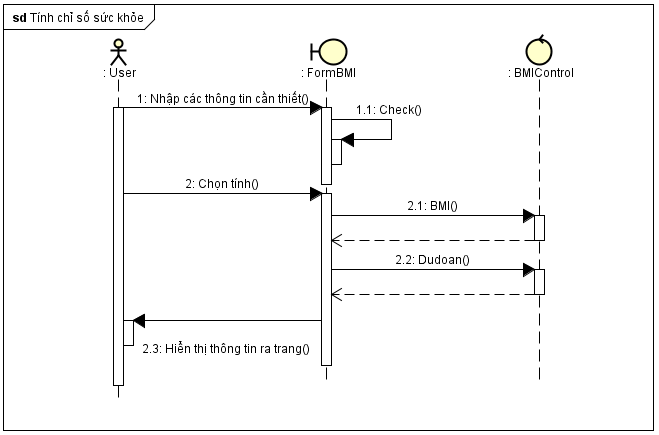 sd Tính chỉ số sức khỏe
: User
: FormBMI
: BMIControl
1: Nhập các thông tin cần thiết()
1.1: Check()
2: Chọn tính()
2.1: BMI()
2.2: Dudoan()
2.3: Hiển thị thông tin ra trang()